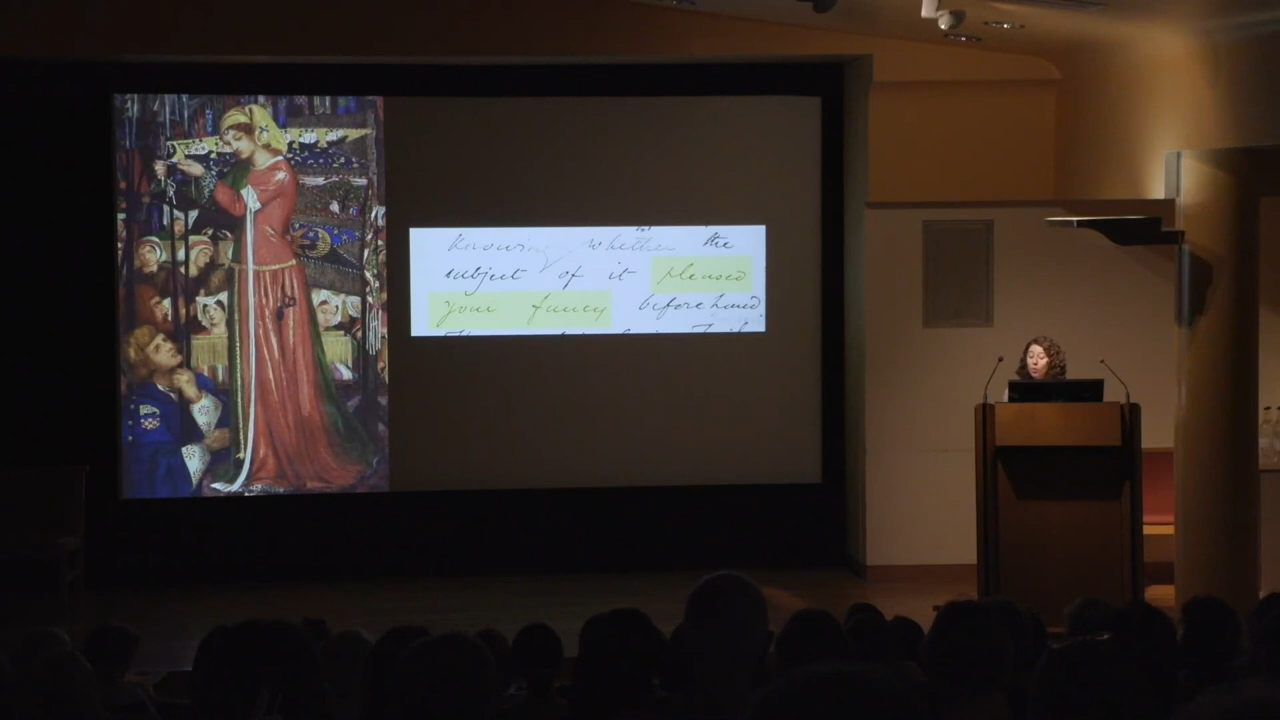 knowing whether the
subject of it pleased
your fancy beforehand